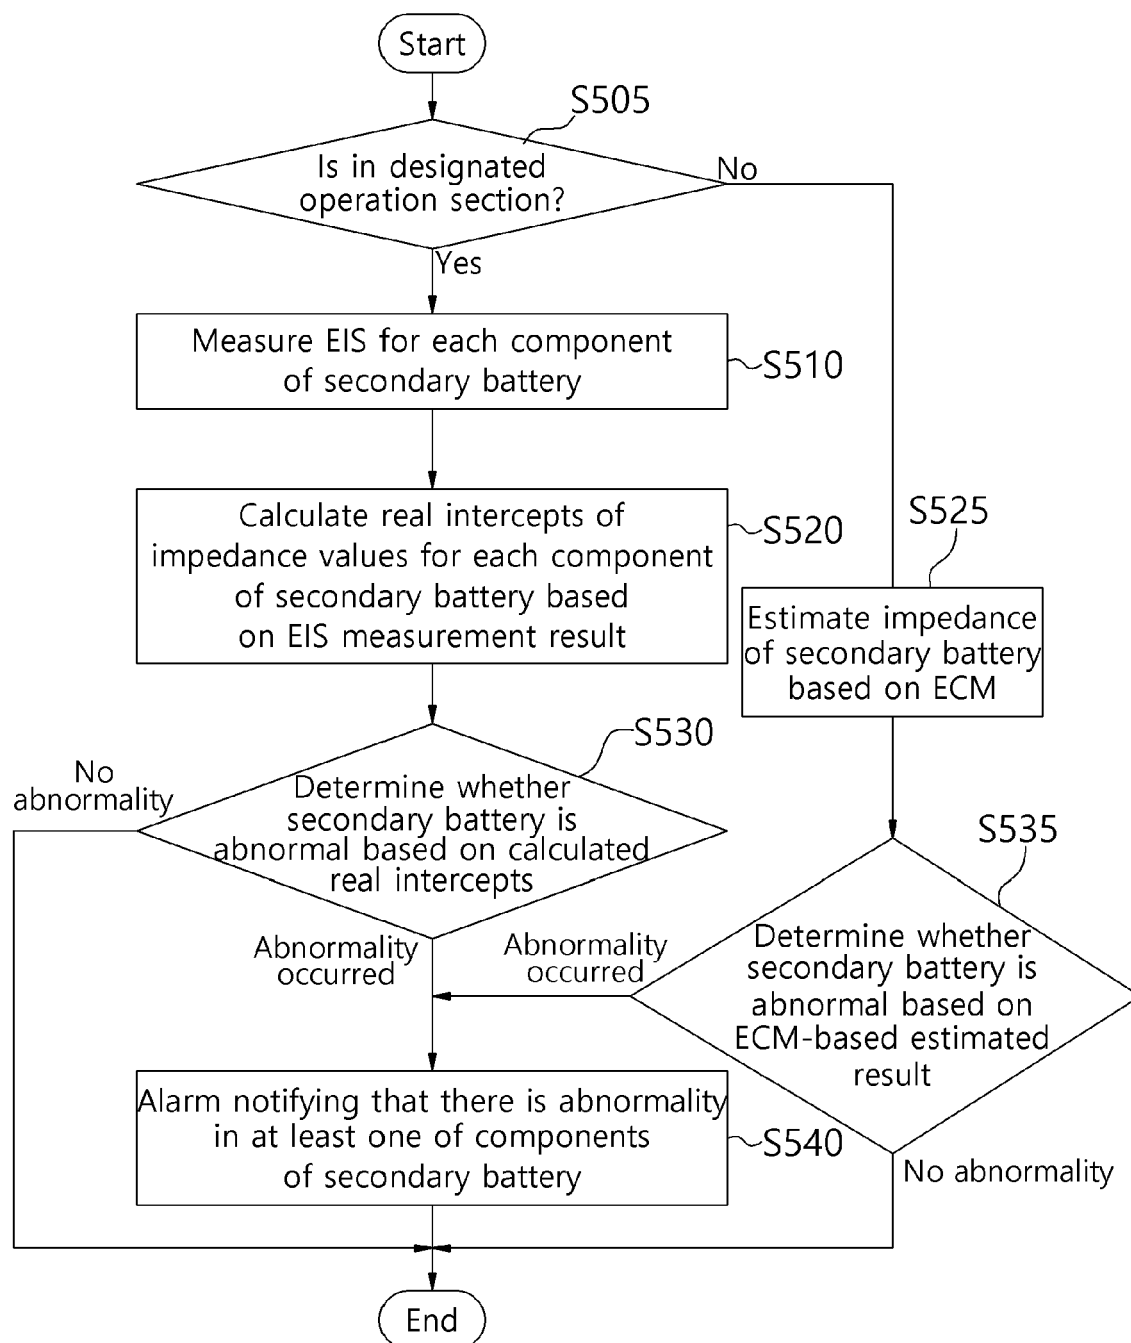 Start
S505
Is in designated
operation section?
No
Yes
Measure EIS for each component
of secondary battery
S510
Calculate real intercepts of
impedance values for each component
of secondary battery based
on EIS measurement result
S520
S525
Estimate impedance
of secondary battery
based on ECM
S530
No
abnormality
Determine whether
secondary battery is
abnormal based on calculated
real intercepts
S535
Abnormality
occurred
Abnormality
occurred
Determine whether
secondary battery is
abnormal based on
ECM-based estimated
result
Alarm notifying that there is abnormality
in at least one of components
of secondary battery
S540
No abnormality
End